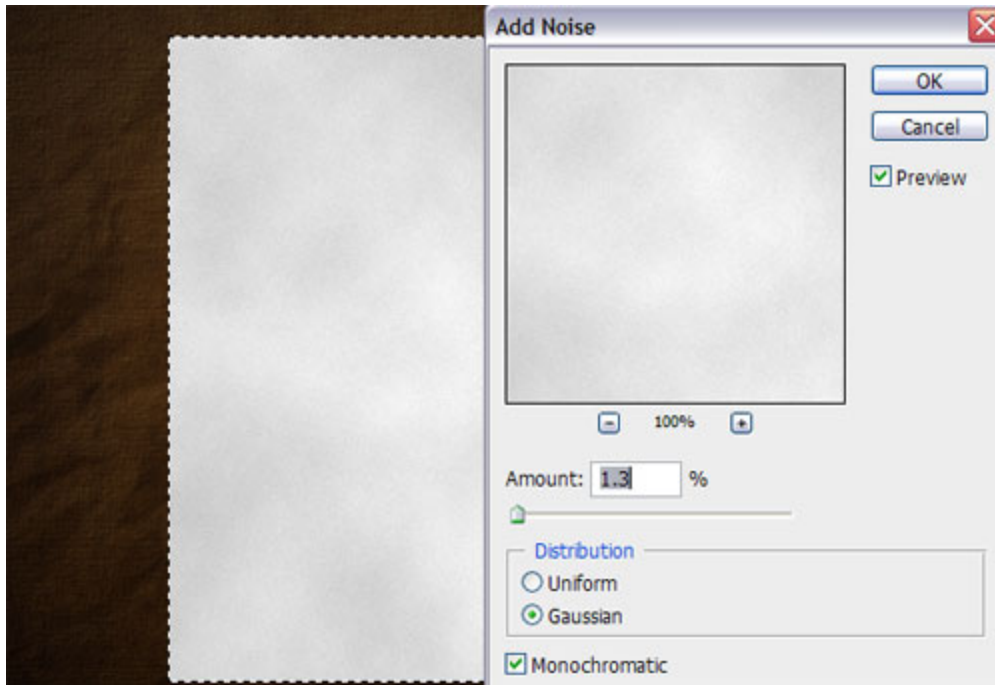 Add Noise
OK
Cancel
Preview
100%
Amount: 1.3 %
Distribution
Uniform
Gaussian
Monochromatic